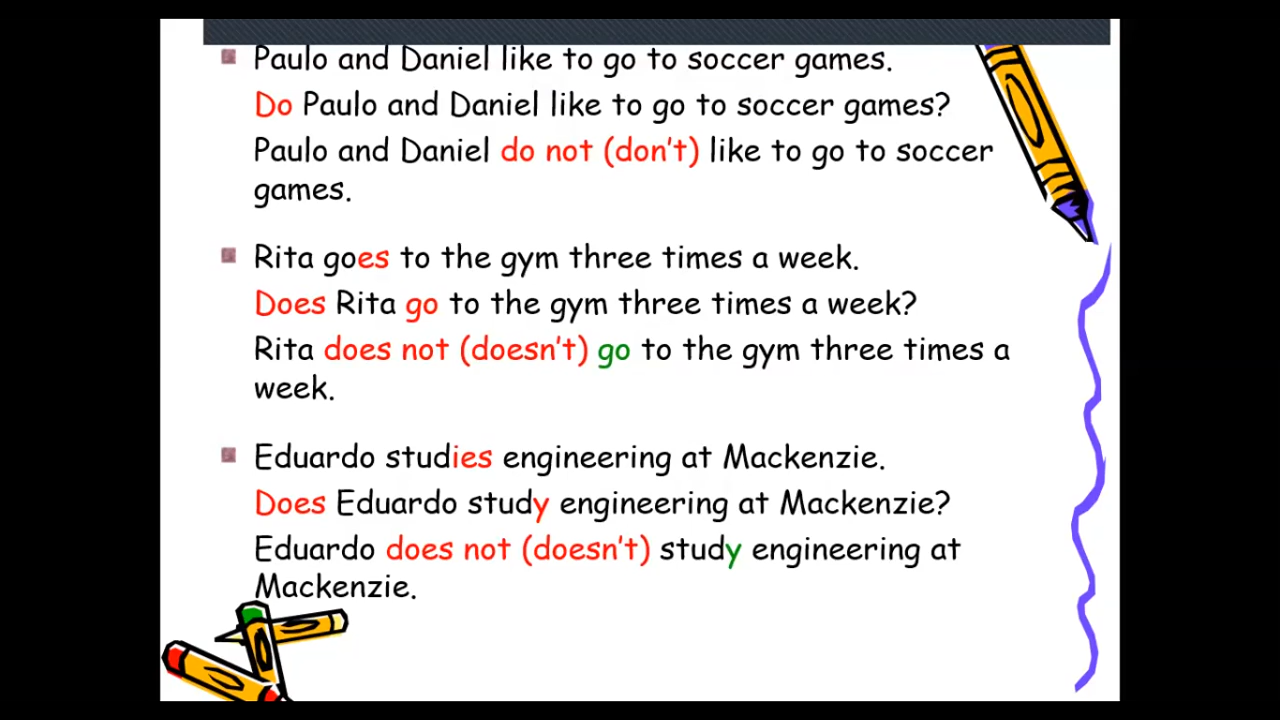 Paulo and Daniel like to go to soccer games.
Do Paulo and Daniel like to go to soccer games?
Paulo and Daniel do not (don't) like to go to soccer
games.
Rita goes to the gym three times a week.
Does Rita go to the gym three times a week?
Rita does not (doesn't) go to the gym three times a
week.
Eduardo studies engineering at Mackenzie.
Does Eduardo study engineering at Mackenzie?
Eduardo does not (doesn't) study engineering at
Mackenzie.